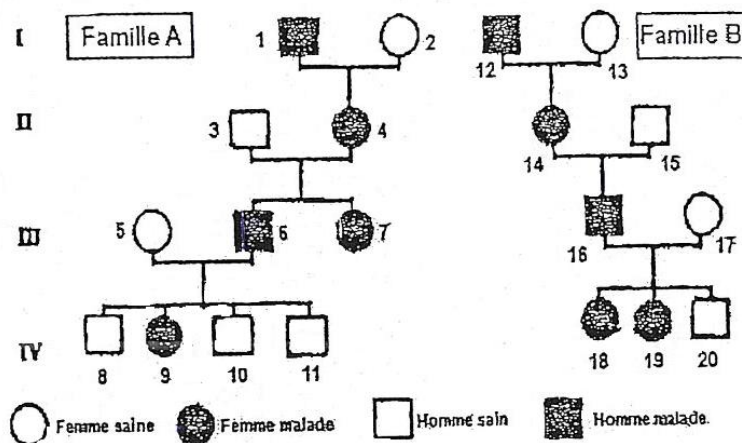 I Famille A 1 2 12 13 Famille B
II 3 4 14 15
III 5 6 7 16 17
IV 8 9 10 11 18 19 20
Femme saine Femme malade Homme sain Homme malade.